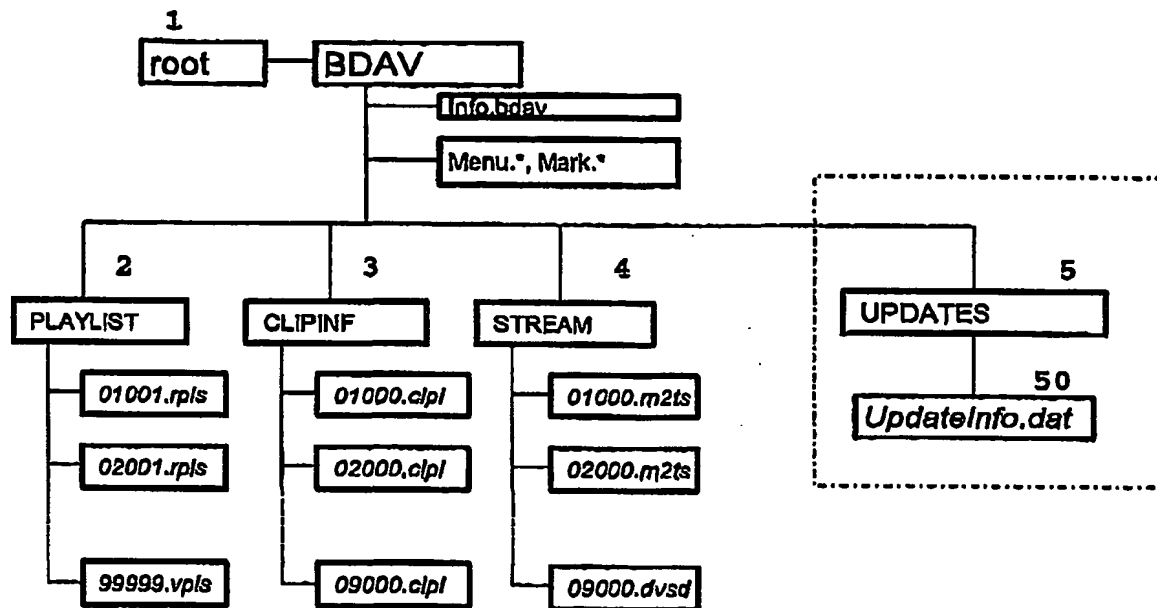 1
root
BDAV
Info.bdav
Menu.*, Mark.*
2
3
4
5
PLAYLIST
CLIPINF
STREAM
UPDATES
01001.rpls
01000.clpi
01000.m2ts
50
UpdateInfo.dat
02001.rpls
02000.clpi
02000.m2ts
99999.vpls
09000.clpi
09000.dvsd